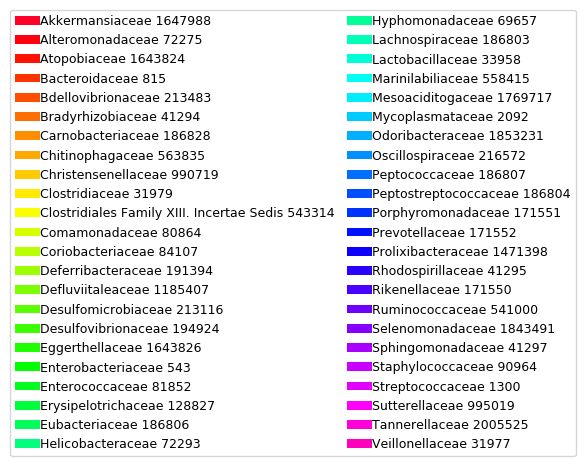 Akkermansiaceae 1647988
Alteromonadaceae 72275
Atopobiaceae 1643824
Bacteroidaceae 815
Bdellovibrionaceae 213483
Bradyrhizobiaceae 41294
Carnobacteriaceae 186828
Chitinophagaceae 563835
Christensenellaceae 990719
Clostridiaceae 31979
Clostridiales Family XIII. Incertae Sedis 543314
Comamonadaceae 80864
Coriobacteriaceae 84107
Deferribacteraceae 191394
Defluviitaleaceae 1185407
Desulfomicrobiaceae 213116
Desulfovibrionaceae 194924
Eggerthellaceae 1643826
Enterobacteriaceae 543
Enterococcaceae 81852
Erysipelotrichaceae 128827
Eubacteriaceae 186806
Helicobacteraceae 72293
Hyphomonadaceae 69657
Lachnospiraceae 186803
Lactobacillaceae 33958
Marinilabiliaceae 558415
Mesoaciditogaceae 1769717
Mycoplasmataceae 2092
Odoribacteraceae 1853231
Oscillospiraceae 216572
Peptococcaceae 186807
Peptostreptococcaceae 186804
Porphyromonadaceae 171551
Prevotellaceae 171552
Prolixibacteraceae 1471398
Rhodospirillaceae 41295
Rikenellaceae 171550
Ruminococcaceae 541000
Selenomonadaceae 1843491
Sphingomonadaceae 41297
Staphylococcaceae 90964
Streptococcaceae 1300
Sutterellaceae 995019
Tannerellaceae 2005525
Veillonellaceae 31977